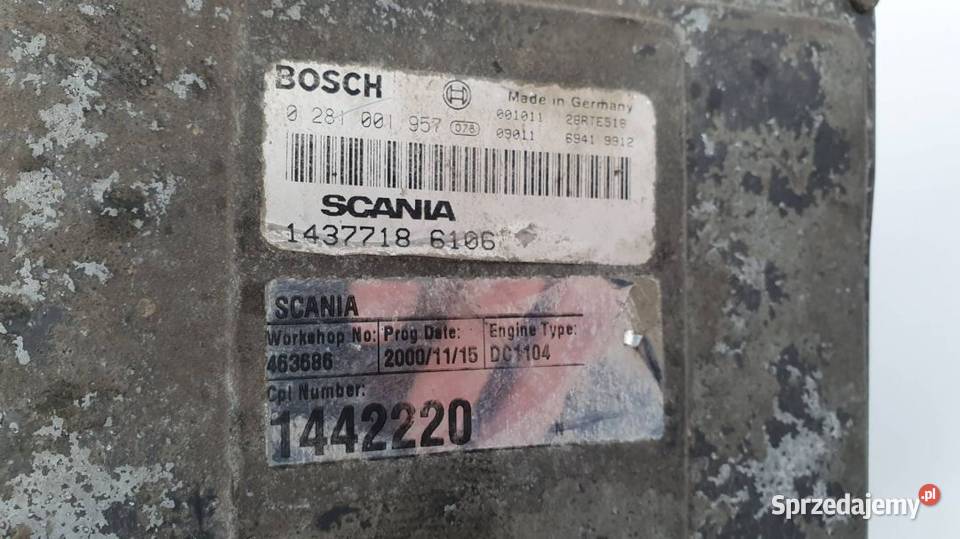 BOSCH Made in Germany
0 281 001 957 078 001011 28RTE518
09011 6941 9912
SCANIA
1437718 6106
SCANIA
Workshop No: Prog Date: Engine Type:
463686 2000/11/15 DC1104
Cpl Number:
1442220
N
Sprzedajemy.pl